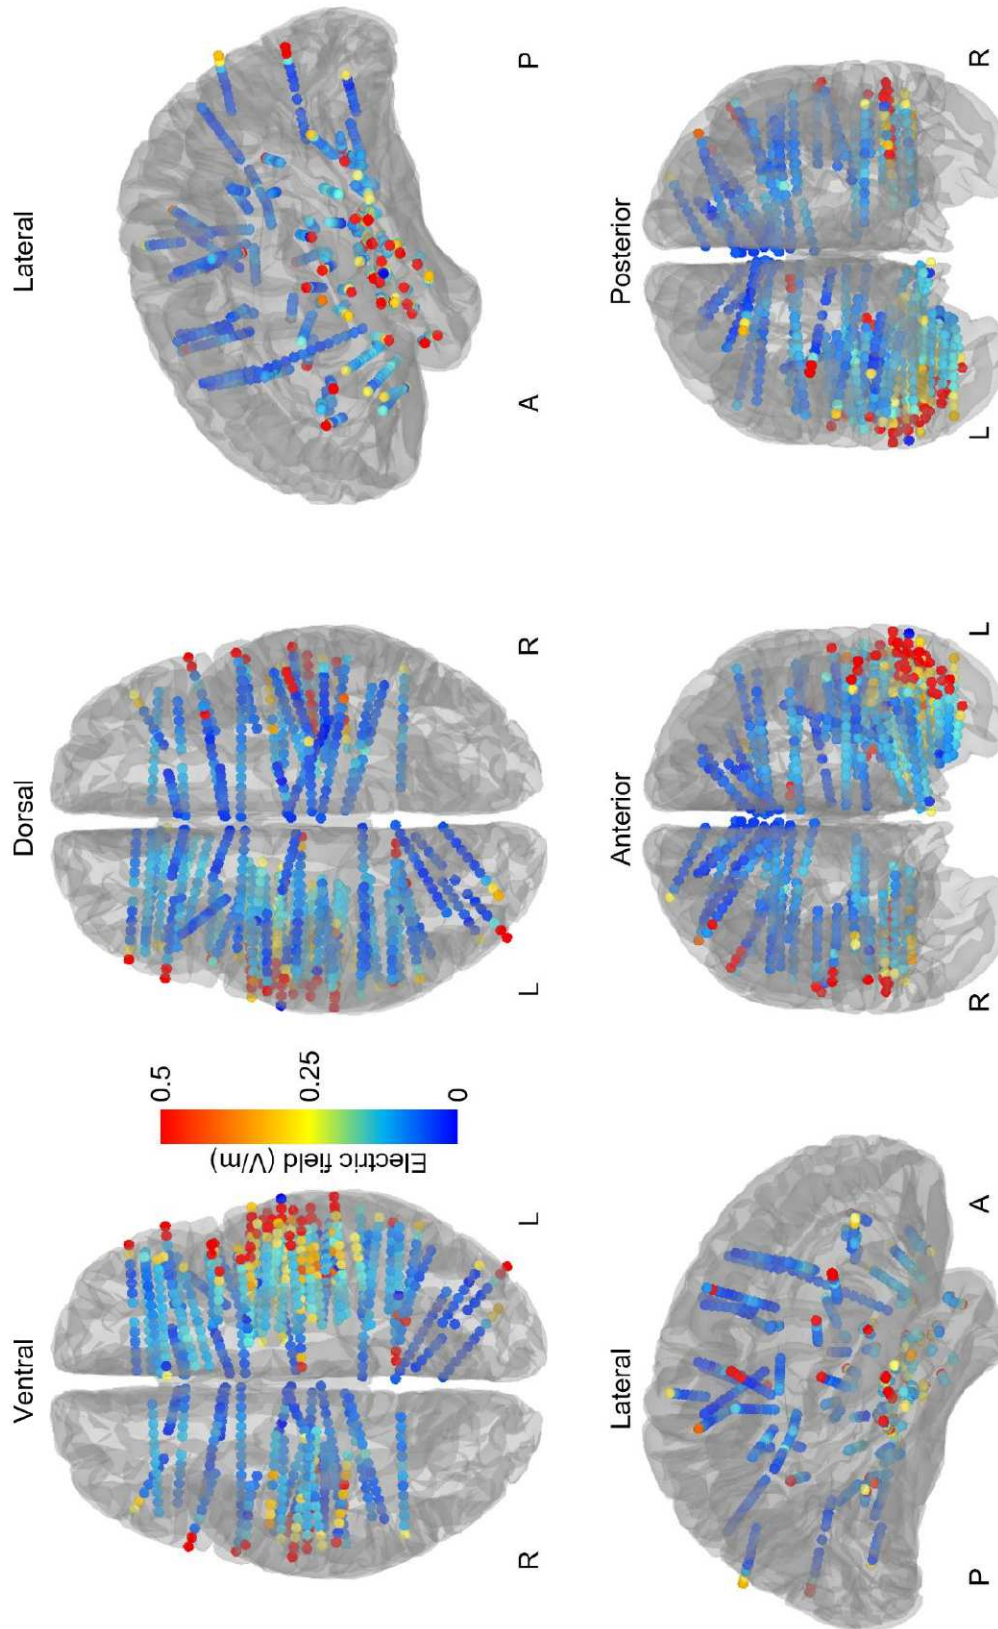 Ventral
R
L
Electric field (V/m)
0.5
0.25
0
Dorsal
L
R
Lateral
A
P
Lateral
P
A
Anterior
R
L
Posterior
L
R